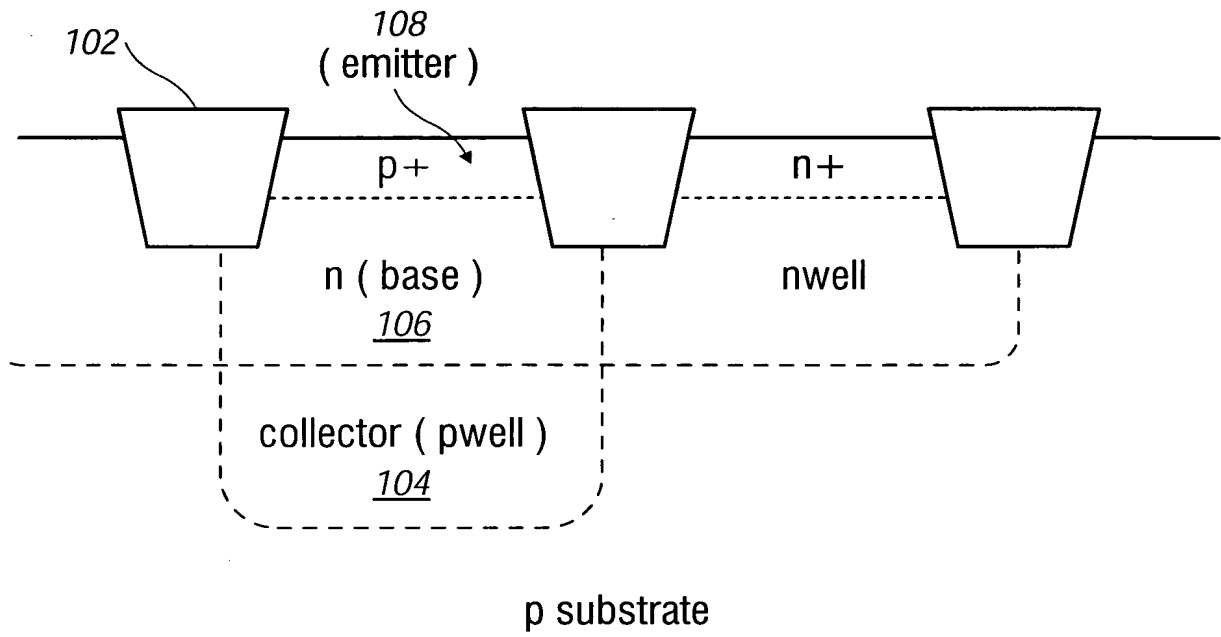 102
108
( emitter )
p+
n+
n ( base )
nwell
106
collector ( pwell )
104
p substrate